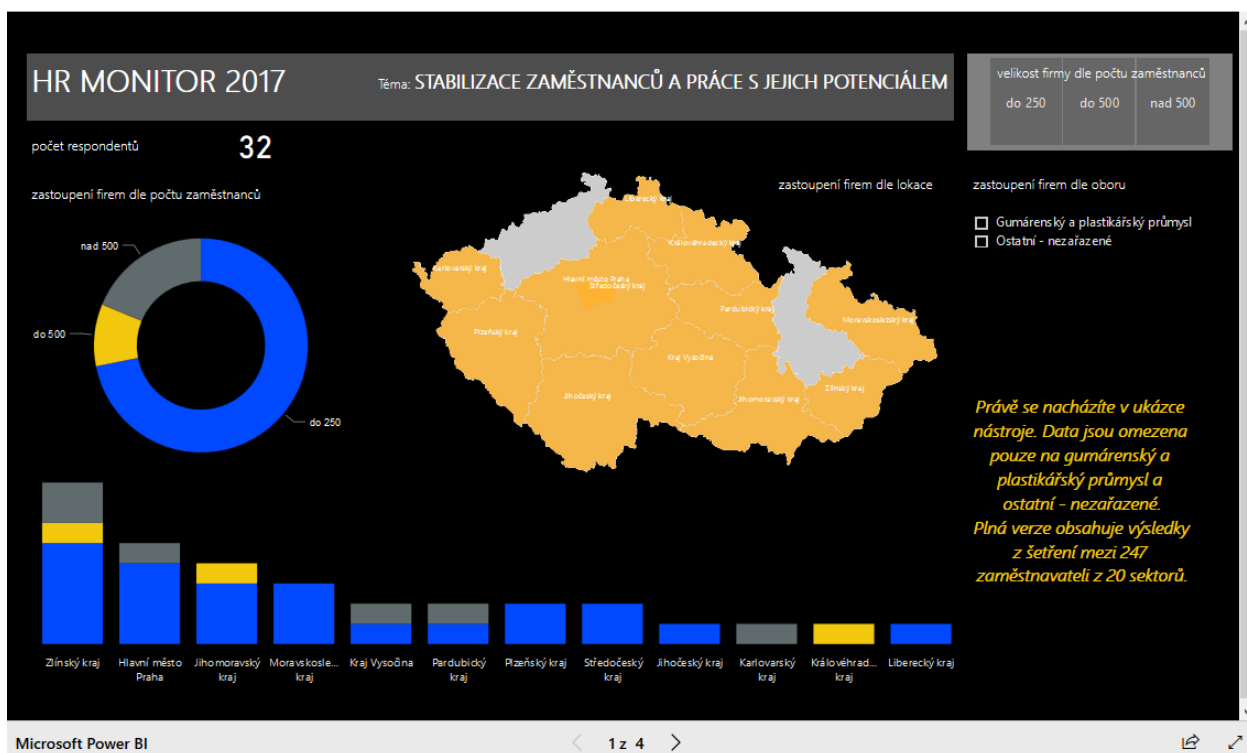 HR MONITOR 2017
Téma: STABILIZACE ZAMĚSTNANCŮ A PRÁCE S JEJICH POTENCIÁLEM
velikost firmy dle počtu zaměstnanců
do 250
do 500
nad 500
počet respondentů
32
zastoupení firem dle počtu zaměstnanců
nad 500
do 500
do 250
zastoupení firem dle lokace
Liberecký kraj
Královéhradecký kraj
Karlovarský kraj
Hlavní město Praha
Středočeský kraj
Pardubický kraj
Moravskoslezský kraj
Plzeňský kraj
Kraj Vysočina
Zlínský kraj
Jihočeský kraj
Jihomoravský kraj
zastoupení firem dle oboru
Gumárenský a plastikářský průmysl
Ostatní - nezařazené
Právě se nacházíte v ukázce
nástroje. Data jsou omezena
pouze na gumárenský a
plastikářský průmysl a
ostatní - nezařazené.
Plná verze obsahuje výsledky
z šetření mezi 247
zaměstnavateli z 20 sektorů.
Zlínský kraj
Hlavní město
Praha
Jihomoravský
kraj
Moravskosle...
kraj
Kraj Vysočina
Pardubický
kraj
Plzeňský kraj
Středočeský
kraj
Jihočeský kraj
Karlovarský
kraj
Královéhrad...
kraj
Liberecký kraj
Microsoft Power BI
1 z 4